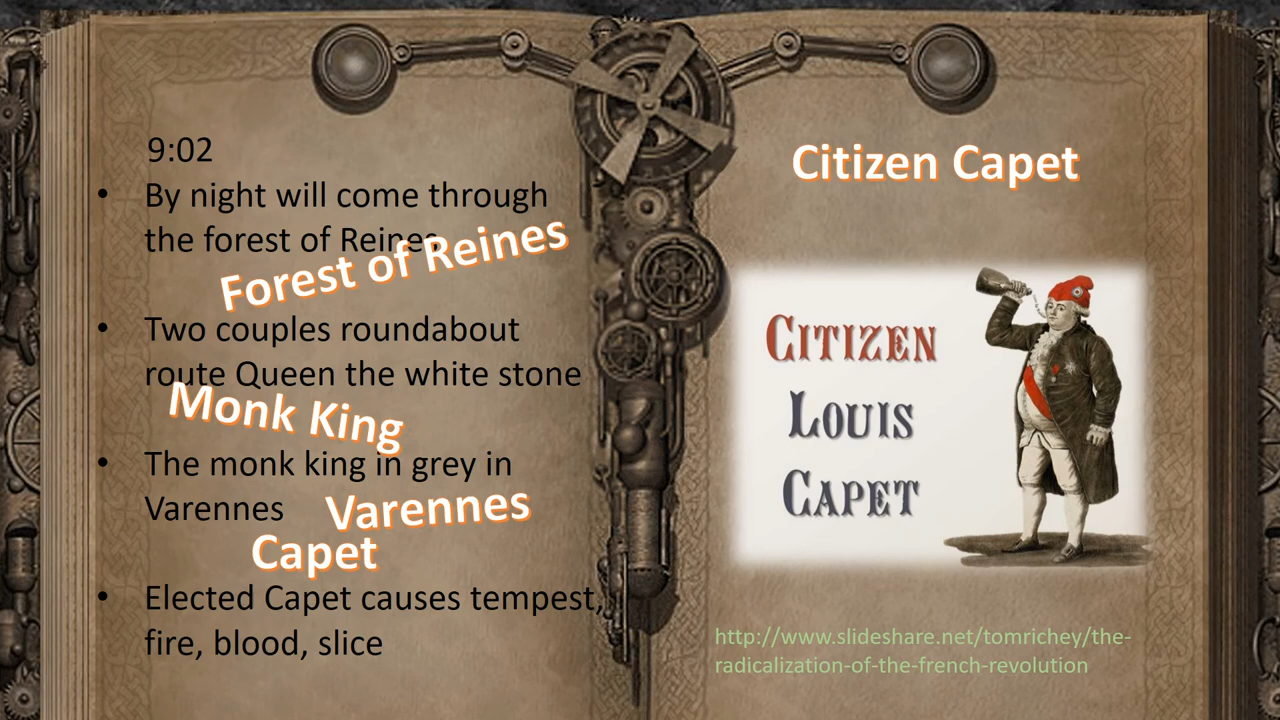 9:02
• By night will come through
the forest of Reines
Forest of Reines
• Two couples roundabout
route Queen the white stone
Monk King
• The monk king in grey in
Varennes
Varennes
Capet
• Elected Capet causes tempest,
fire, blood, slice
Citizen Capet
CITIZEN
LOUIS
CAPET
http://www.slideshare.net/tomrichey/the-
radicalization-of-the-french-revolution